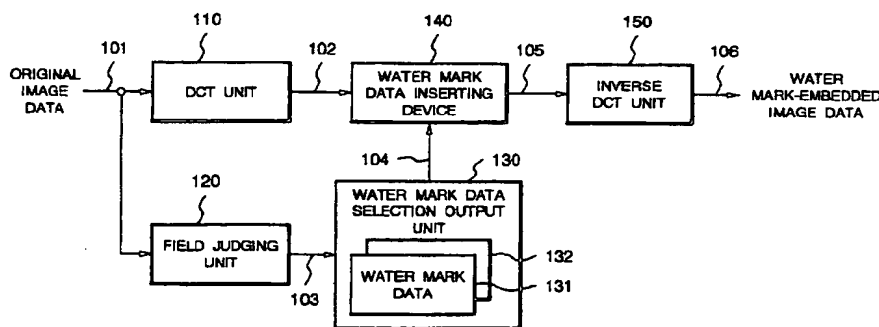 110
140
150
101
102
105
106
ORIGINAL
IMAGE
DATA
DCT UNIT
WATER MARK
DATA INSERTING
DEVICE
INVERSE
DCT UNIT
WATER
MARK-EMBEDDED
IMAGE DATA
104
130
120
FIELD JUDGING
UNIT
103
WATER MARK DATA
SELECTION OUTPUT
UNIT
WATER MARK
DATA
132
131